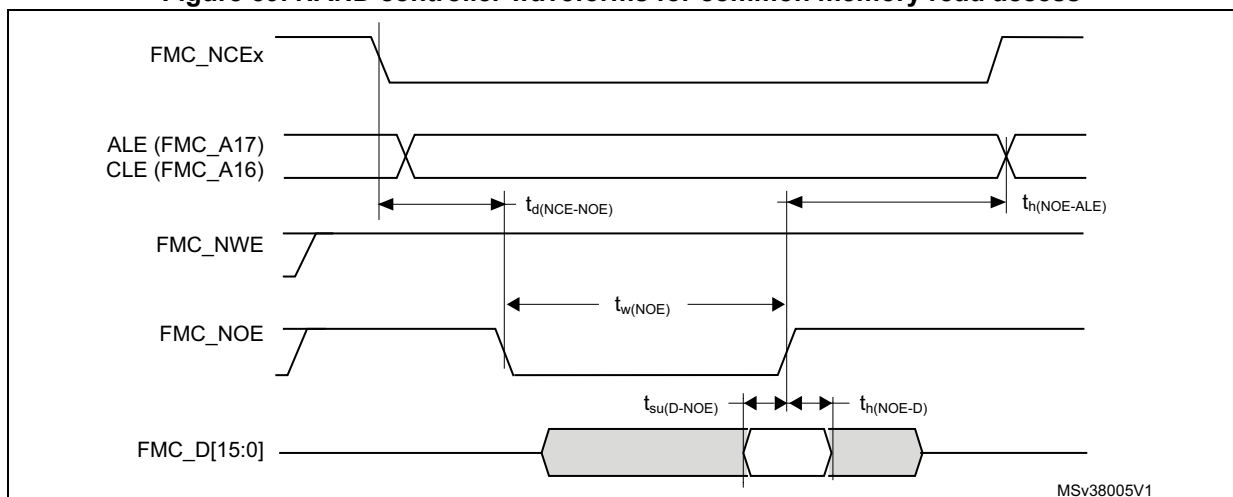 FMC_NCEx
ALE (FMC_A17)
CLE (FMC_A16)
td(NCE-NOE)
th(NOE-ALE)
FMC_NWE
tw(NOE)
FMC_NOE
tsu(D-NOE)
th(NOE-D)
FMC_D[15:0]
MSv38005V1